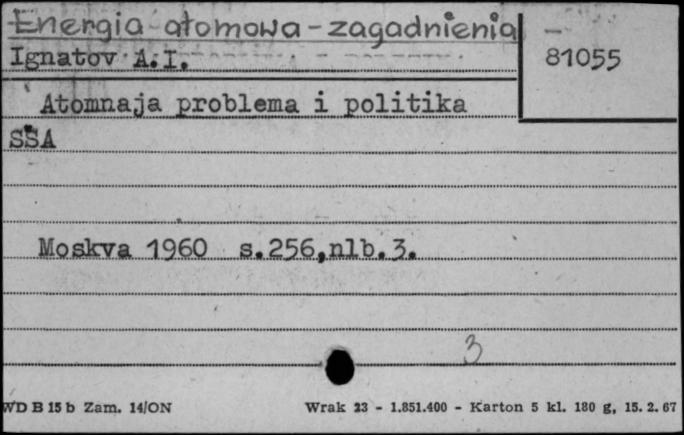 Energia atomowa - zagadnienia
Ignatov A.I.
81055
Atomnaja problema i politika
SŠA
Moskva 1960 s.256,nlb.3.
3
WD B 15 b Zam. 14/ON
Wrak 23 - 1.851.400 - Karton 5 kl. 180 g, 15. 2. 67